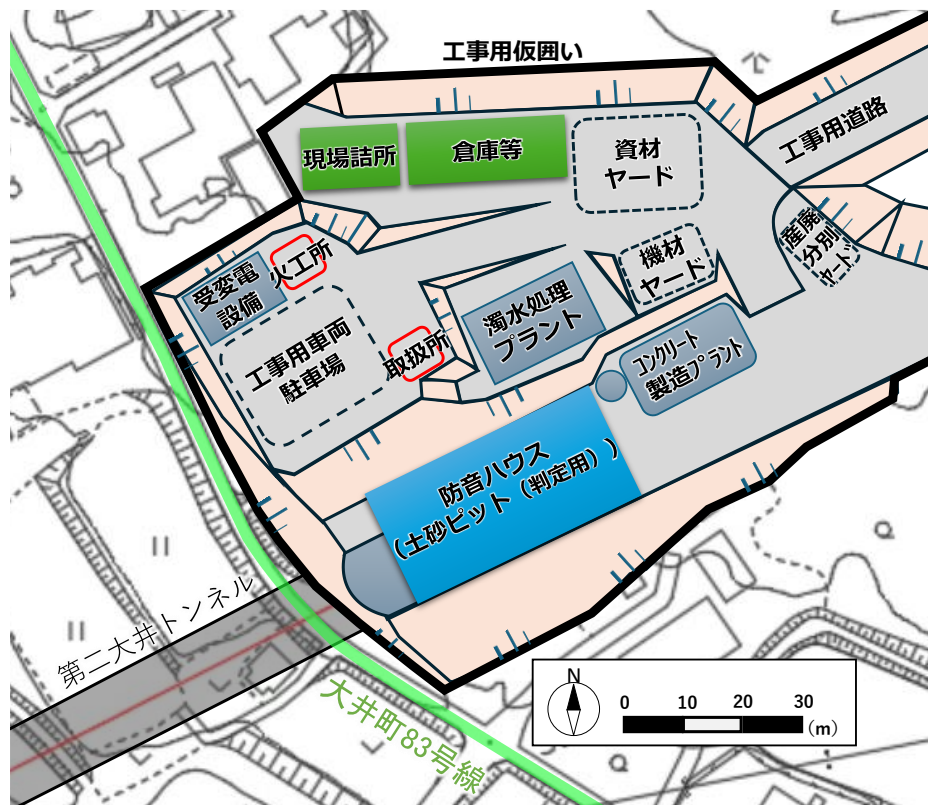 工事用仮囲い
工事用道路
現場詰所
倉庫等
資材
ヤード
産廃
分別
ヤード
機材
ヤード
火工所
受変電
設備
濁水処理
プラント
工事用車両
駐車場
取扱所
コンクリート
製造プラント
防音ハウス
(土砂ピット(判定用))
第二大井トンネル
大井町83号線
N
0 10 20 30
(m)